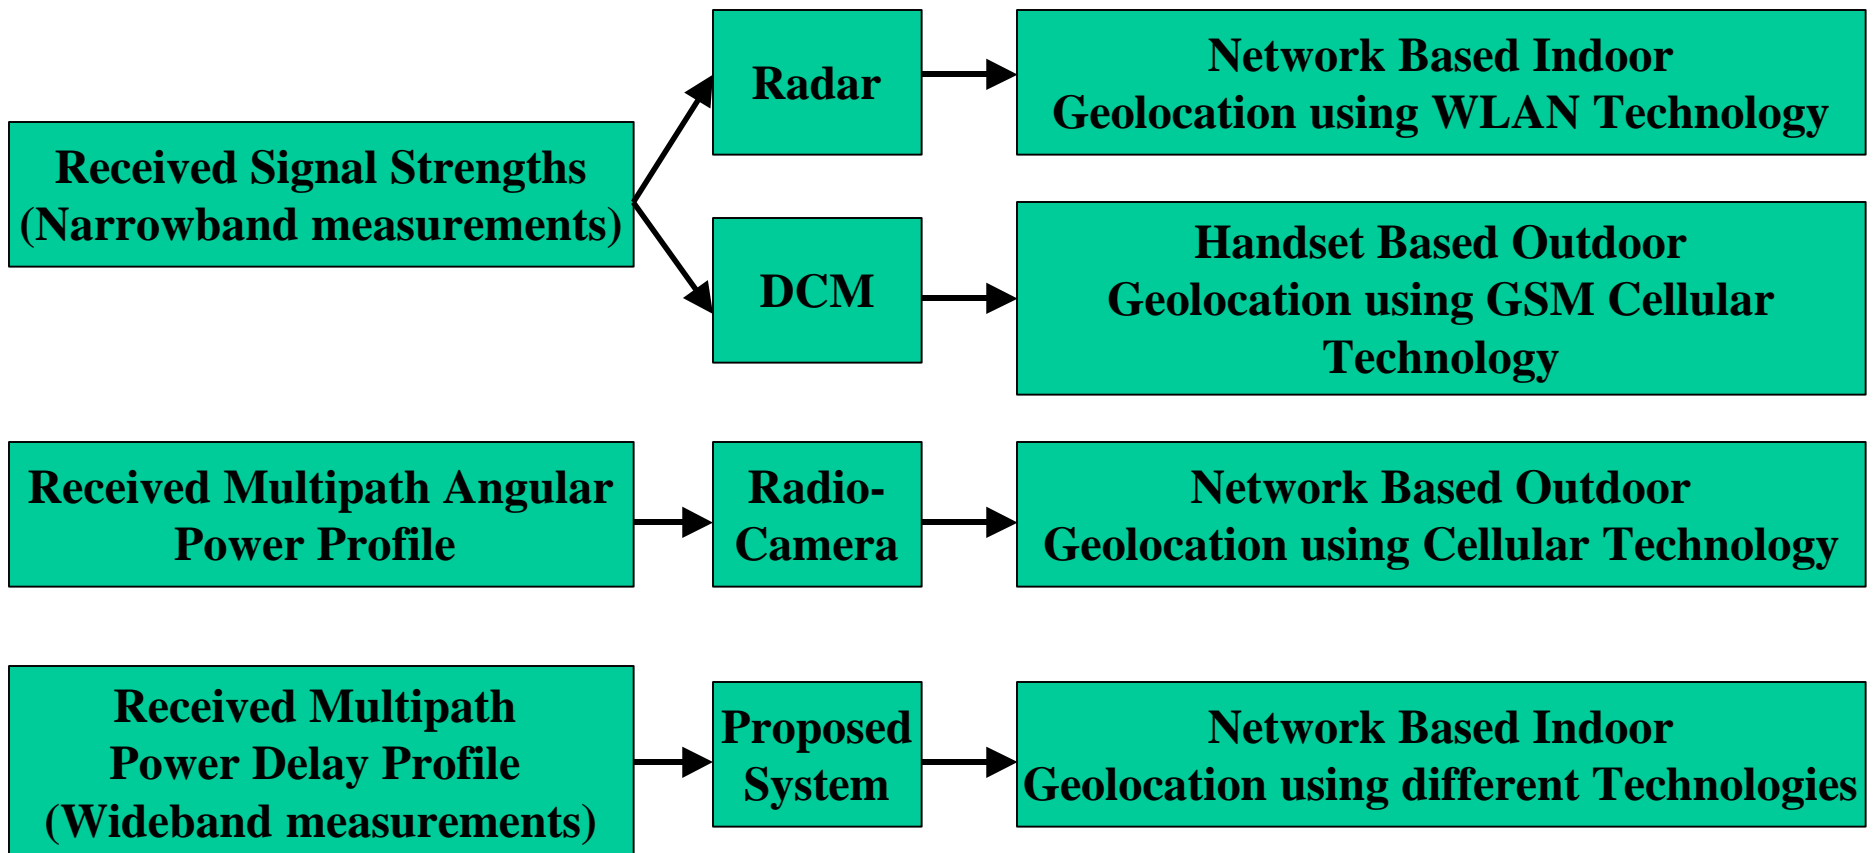 Received Signal Strengths
(Narrowband measurements)
Radar
Network Based Indoor
Geolocation using WLAN Technology
DCM
Handset Based Outdoor
Geolocation using GSM Cellular
Technology
Received Multipath Angular
Power Profile
Radio-
Camera
Network Based Outdoor
Geolocation using Cellular Technology
Received Multipath
Power Delay Profile
(Wideband measurements)
Proposed
System
Network Based Indoor
Geolocation using different Technologies